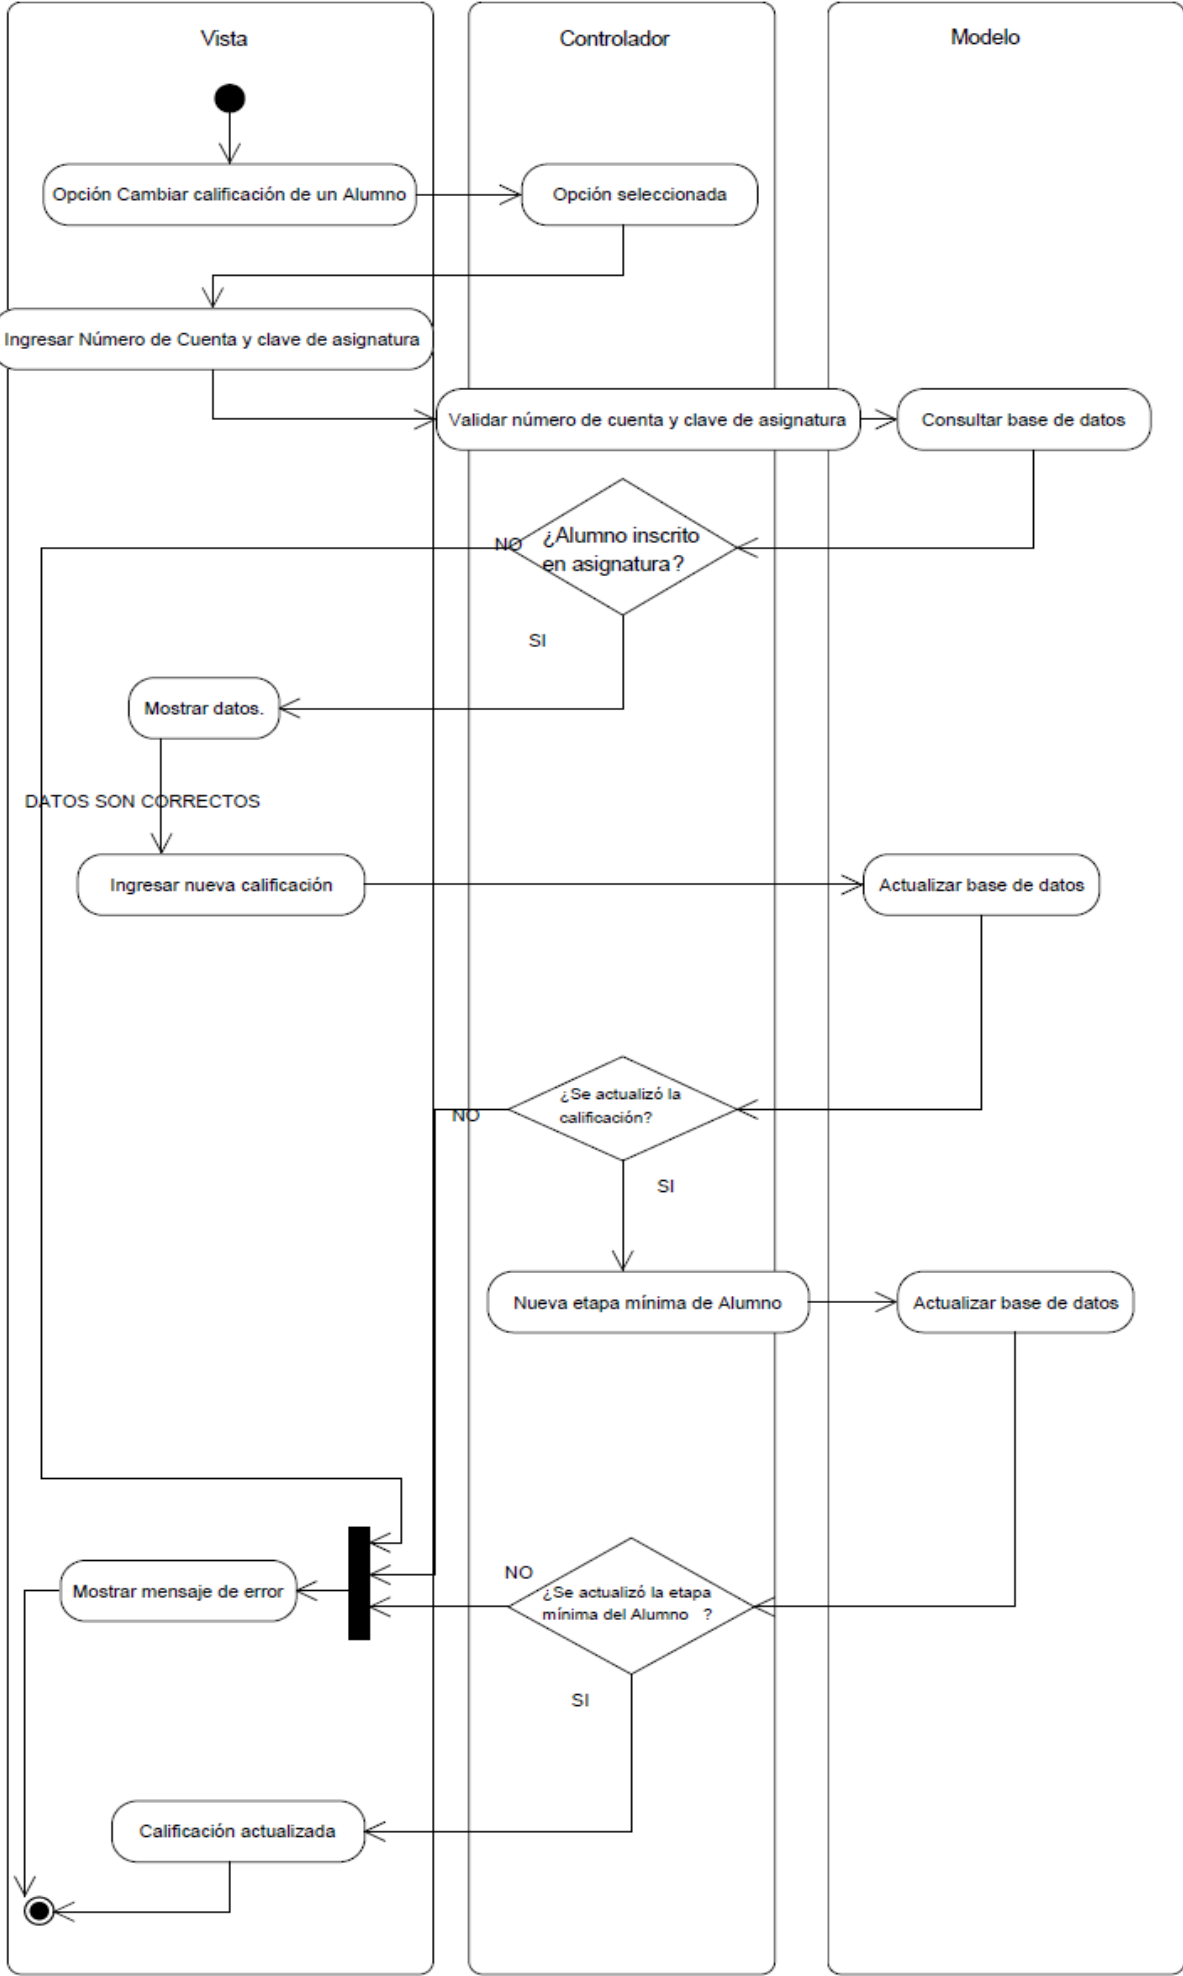 Vista
Controlador
Modelo
Opción Cambiar calificación de un Alumno
Opción seleccionada
Ingresar Número de Cuenta y clave de asignatura
Validar número de cuenta y clave de asignatura
Consultar base de datos
NO
¿Alumno inscrito
en asignatura?
SI
Mostrar datos.
DATOS SON CORRECTOS
Ingresar nueva calificación
Actualizar base de datos
¿Se actualizó la
calificación?
NO
SI
Nueva etapa mínima de Alumno
Actualizar base de datos
NO
¿Se actualizó la etapa
mínima del Alumno ?
Mostrar mensaje de error
SI
Calificación actualizada